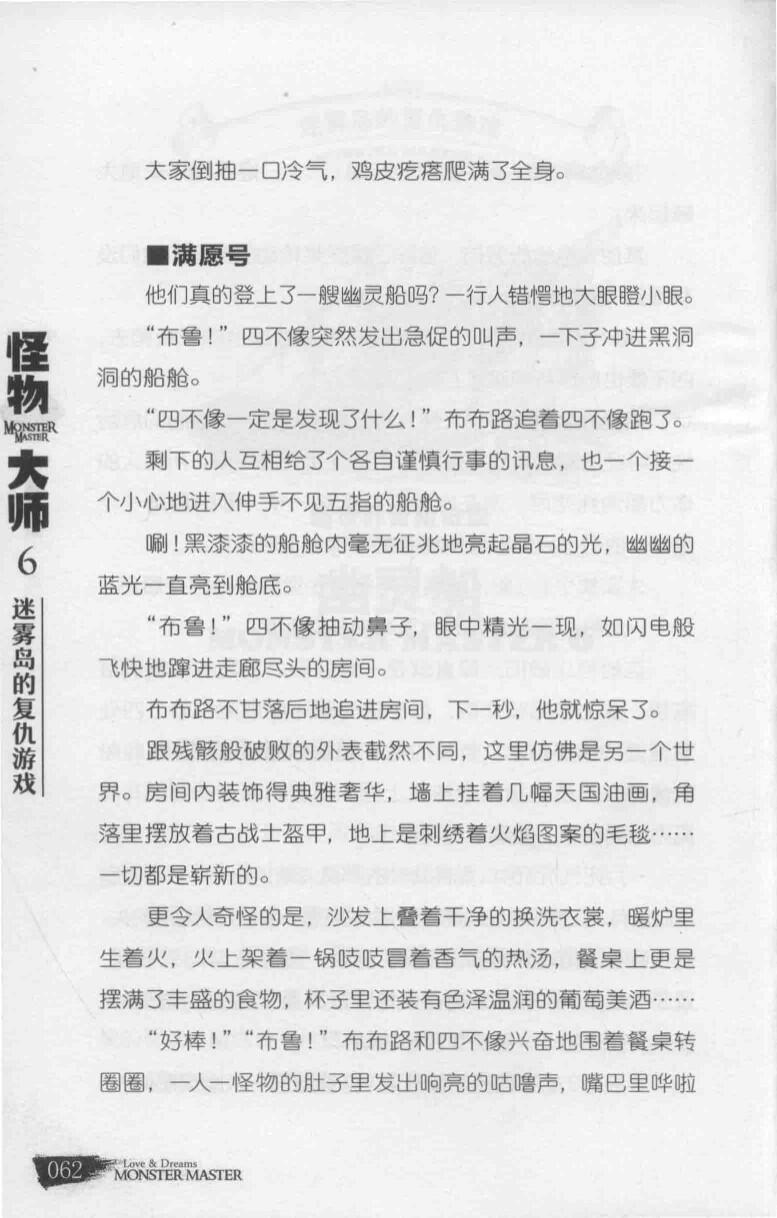 大家倒抽一口冷气，鸡皮疙瘩爬满了全身。
■满愿号
他们真的登上了一艘幽灵船吗？一行人错愕地大眼瞪小眼。
“布鲁！”四不像突然发出急促的叫声，一下子冲进黑洞
洞的船舱。
“四不像一定是发现了什么！”布布路追着四不像跑了。
剩下的人互相给了个各自谨慎行事的讯息，也一个接一
个小心地进入伸手不见五指的船舱。
唰！黑漆漆的船舱内毫无征兆地亮起晶石的光，幽幽的
蓝光一直亮到舱底。
“布鲁！”四不像抽动鼻子，眼中精光一现，如闪电般
飞快地蹿进走廊尽头的房间。
布布路不甘落后地追进房间，下一秒，他就惊呆了。
跟残骸般破败的外表截然不同，这里仿佛是另一个世
界。房间内装饰得典雅奢华，墙上挂着几幅天国油画，角
落里摆放着古战士盔甲，地上是刺绣着火焰图案的毛毯……
一切都是崭新的。
更令人奇怪的是，沙发上叠着干净的换洗衣裳，暖炉里
生着火，火上架着一锅吱吱冒着香气的热汤，餐桌上更是
摆满了丰盛的食物，杯子里还装有色泽温润的葡萄美酒……
“好棒！”“布鲁！”布布路和四不像兴奋地围着餐桌转
圈圈，一人一怪物的肚子里发出响亮的咕噜声，嘴巴里哗啦
怪物
MONSTER
MASTER
大师
6
迷雾岛的复仇游戏
062
Love & Dreams
MONSTER MASTER